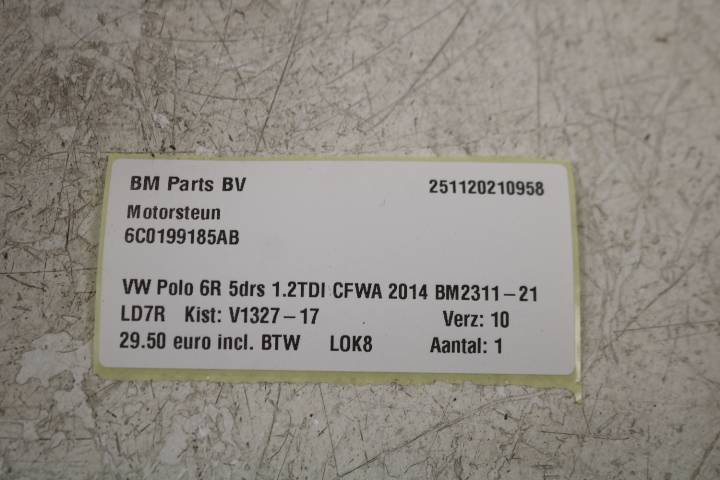 BM Parts BV 251120210958
Motorsteun
6C0199185AB
VW Polo 6R 5drs 1.2TDI CFWA 2014 BM2311-21
LD7R Kist: V1327-17 Verz: 10
29.50 euro incl. BTW LOK8 Aantal: 1